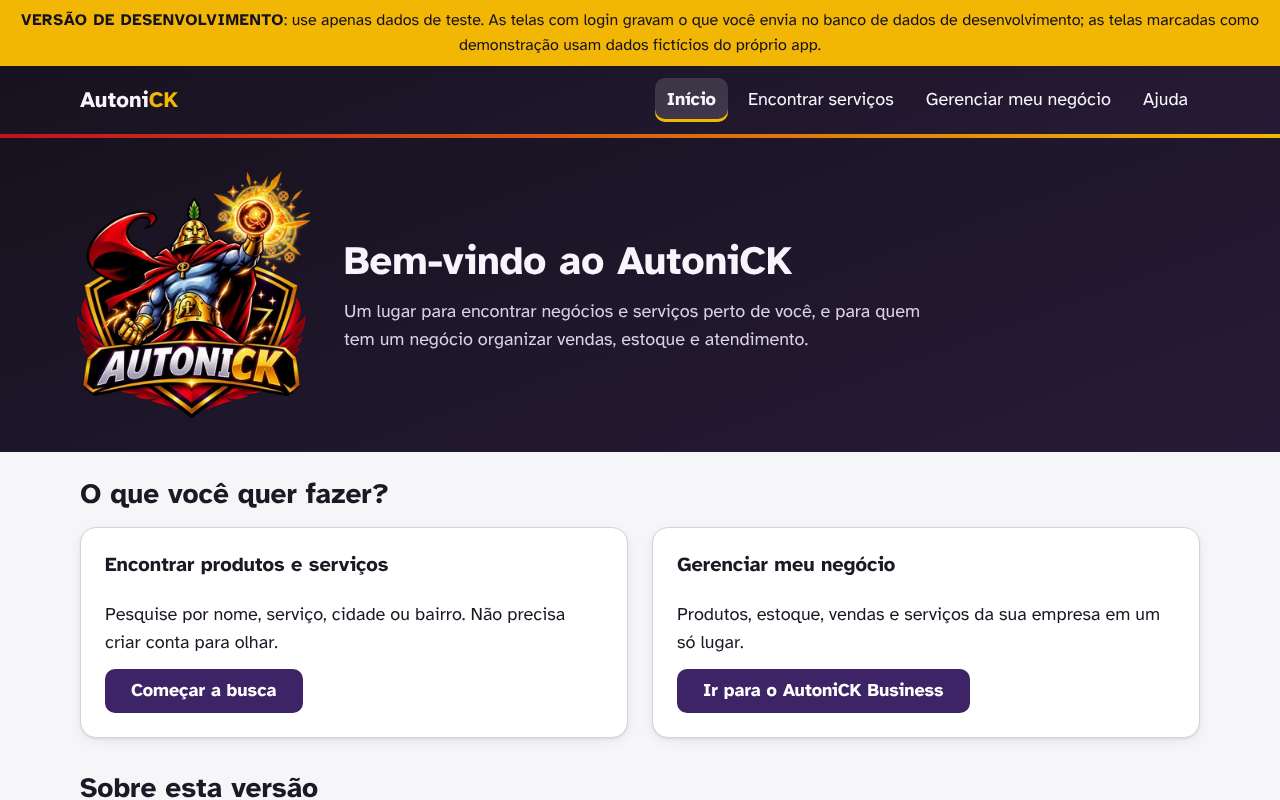 VERSÃO DE DESENVOLVIMENTO: use apenas dados de teste. As telas com login gravam o que você envia no banco de dados de desenvolvimento; as telas marcadas como
demonstração usam dados fictícios do próprio app.
AutoniCK
Início
Encontrar serviços
Gerenciar meu negócio
Ajuda
7
AUTONICK
Bem-vindo ao AutoniCK
Um lugar para encontrar negócios e serviços perto de você, e para quem
tem um negócio organizar vendas, estoque e atendimento.
O que você quer fazer?
Encontrar produtos e serviços
Pesquise por nome, serviço, cidade ou bairro. Não precisa
criar conta para olhar.
Começar a busca
Gerenciar meu negócio
Produtos, estoque, vendas e serviços da sua empresa em um
só lugar.
Ir para o AutoniCK Business
Sobre esta versão